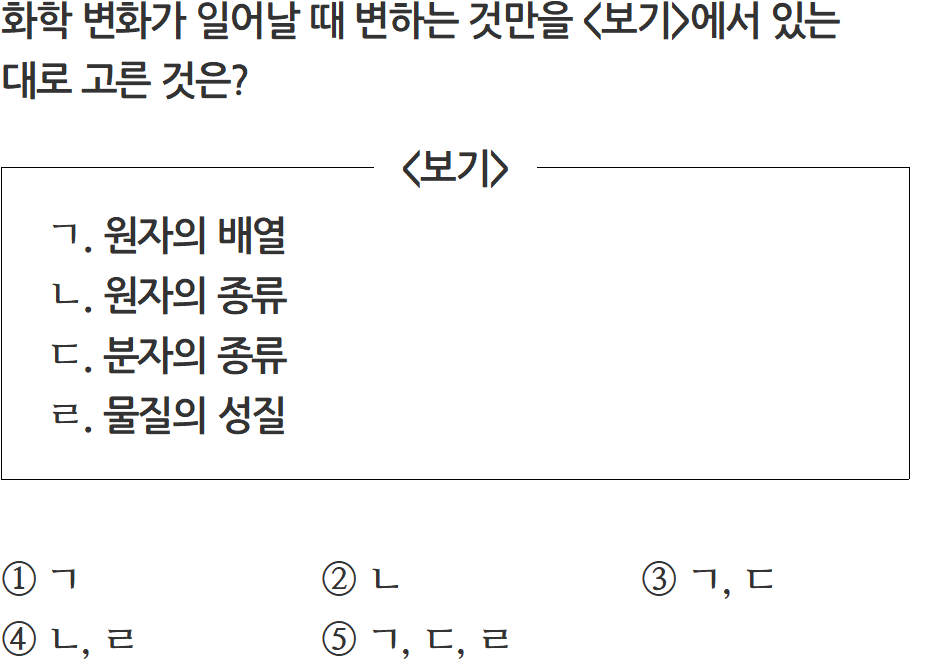 화학 변화가 일어날 때 변하는 것만을 <보기>에서 있는
대로 고른 것은?
<보기>
ㄱ. 원자의 배열
ㄴ. 원자의 종류
ㄷ. 분자의 종류
ㄹ. 물질의 성질
① ㄱ ② ㄴ ③ ㄱ, ㄷ
④ ㄴ, ㄹ ⑤ ㄱ, ㄷ, ㄹ